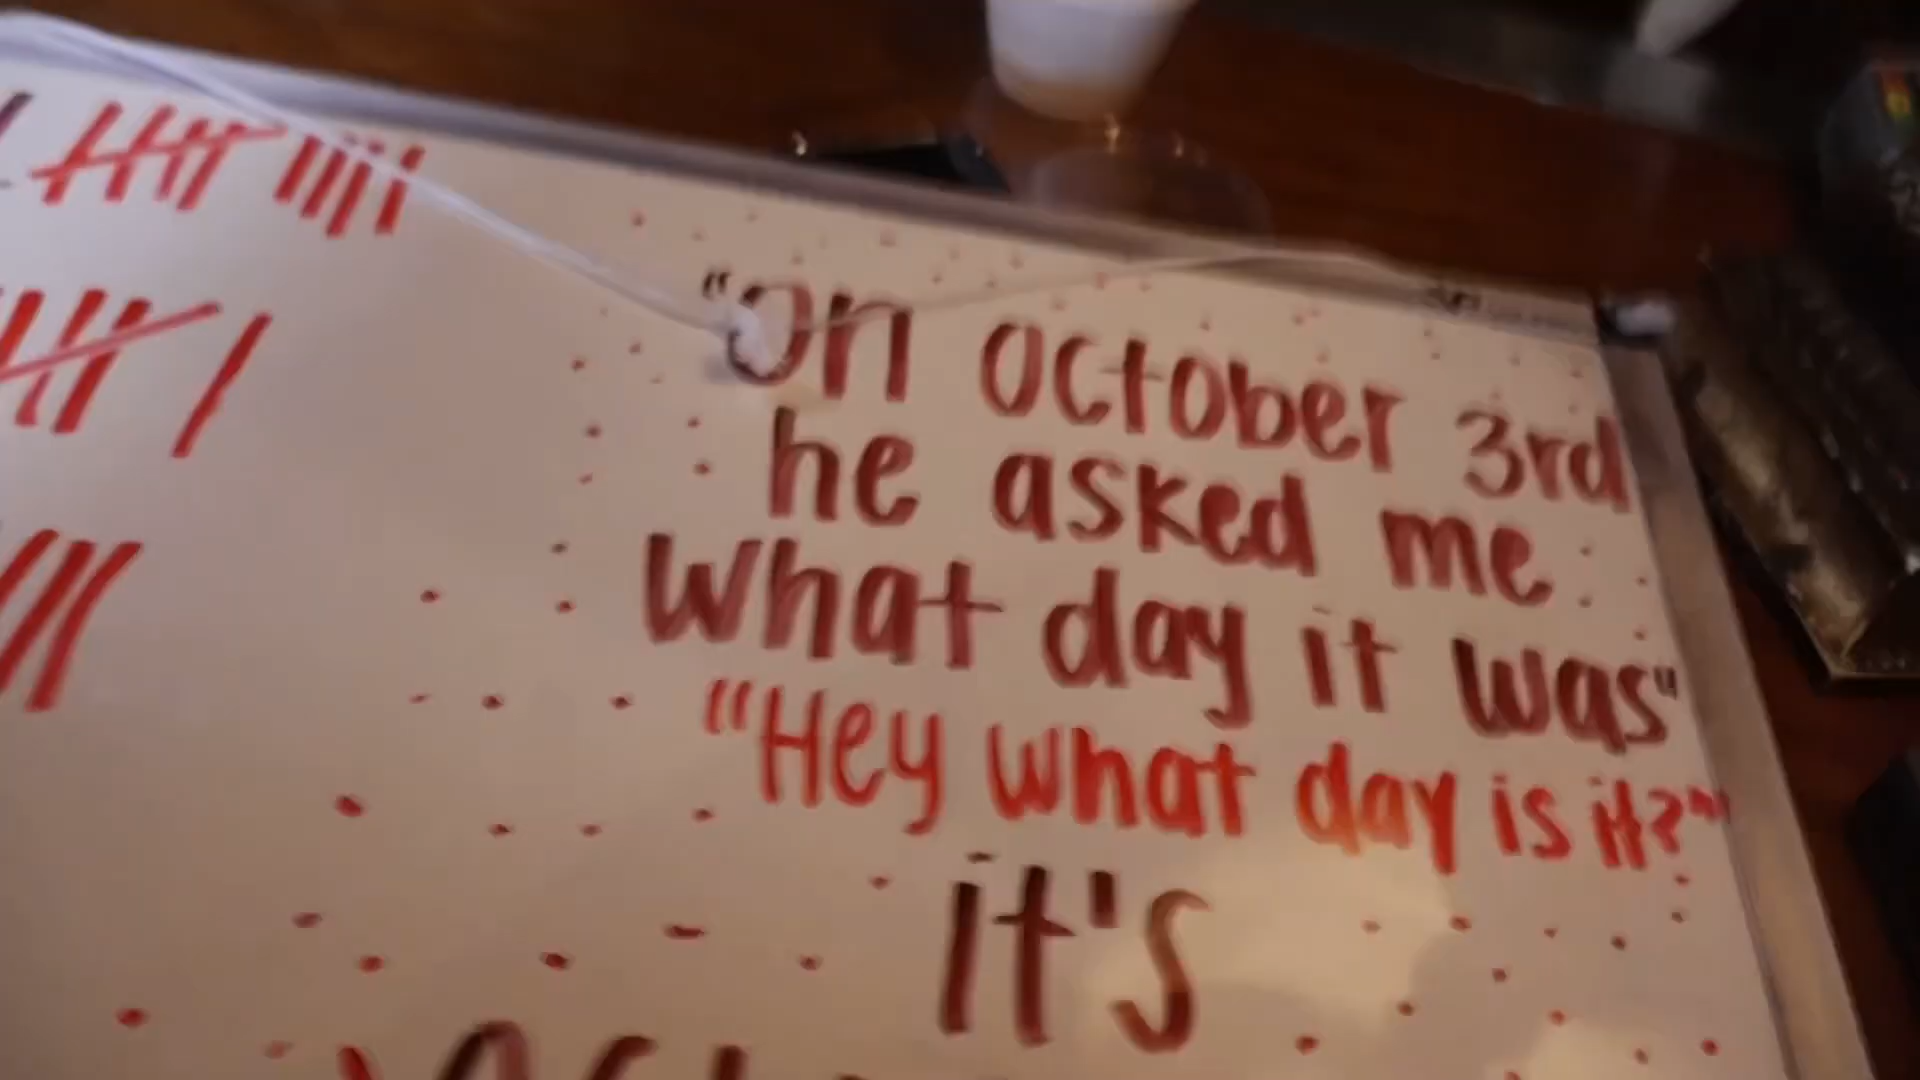 "On October 3rd
he asked me
what day it was"
"Hey what day is it?"
it's